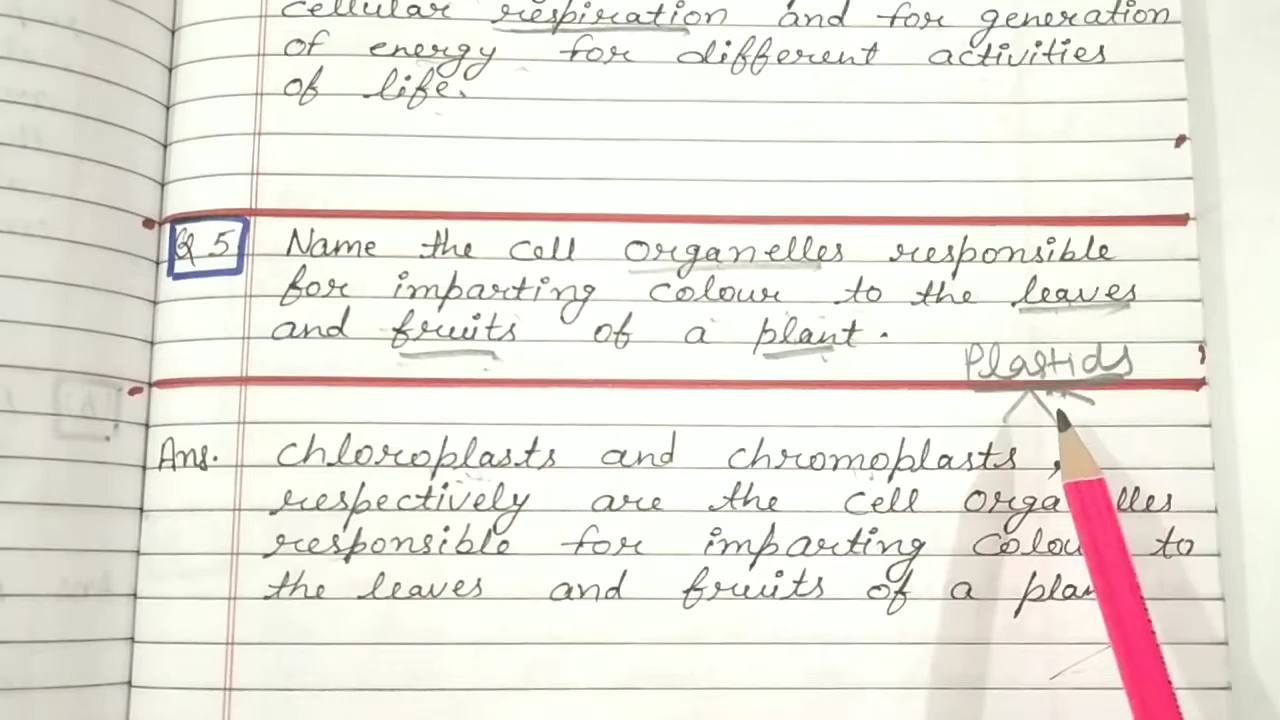 cellular respiration and for generation
of energy for different activities
of life.
Q 5 Name the cell organelles responsible
for imparting colour to the leaves
and fruits of a plant.
Plastids
Ans. chloroplasts and chromoplasts,
respectively are the cell orga lles
responsible for imparting colou to
the leaves and fruits of a plan